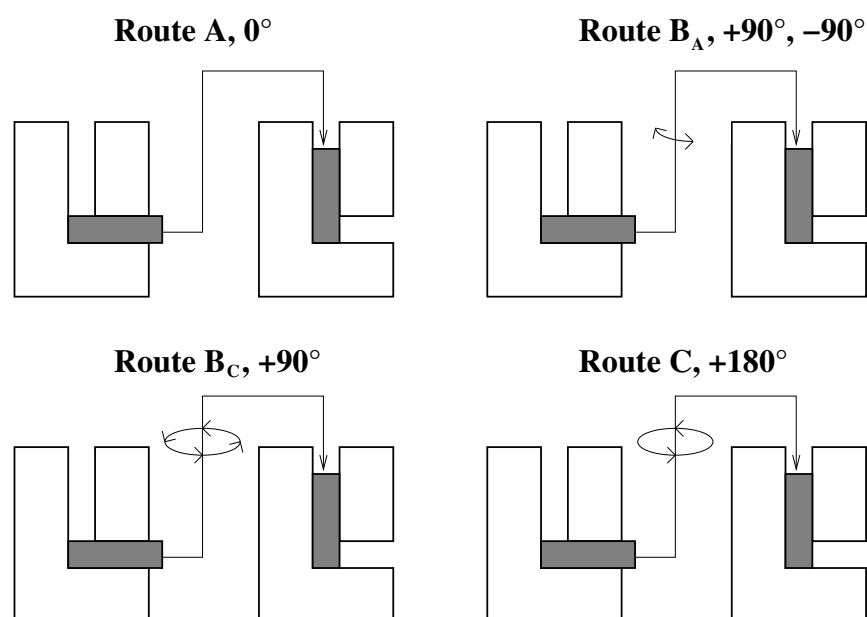 Route A, 0°
Route B_A, +90°, −90°
Route B_C, +90°
Route C, +180°